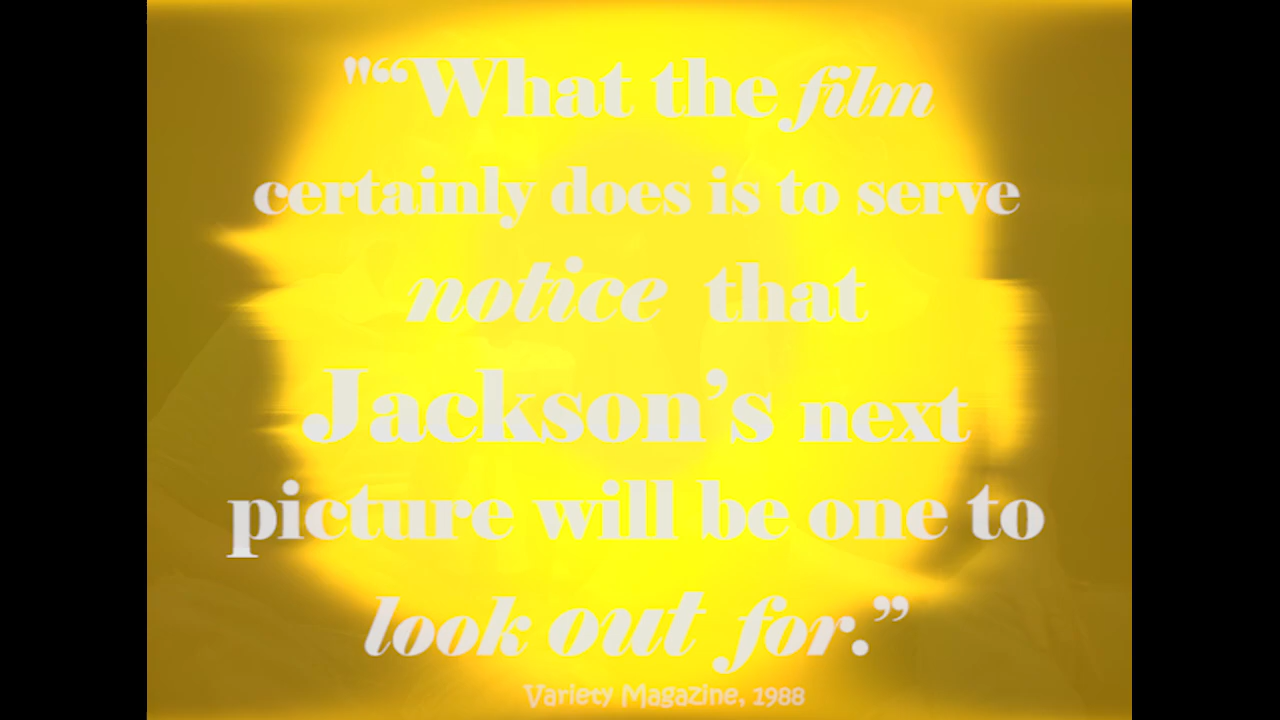 "“What the film
certainly does is to serve
notice that
Jackson’s next
picture will be one to
look out for.”
Variety Magazine, 1988